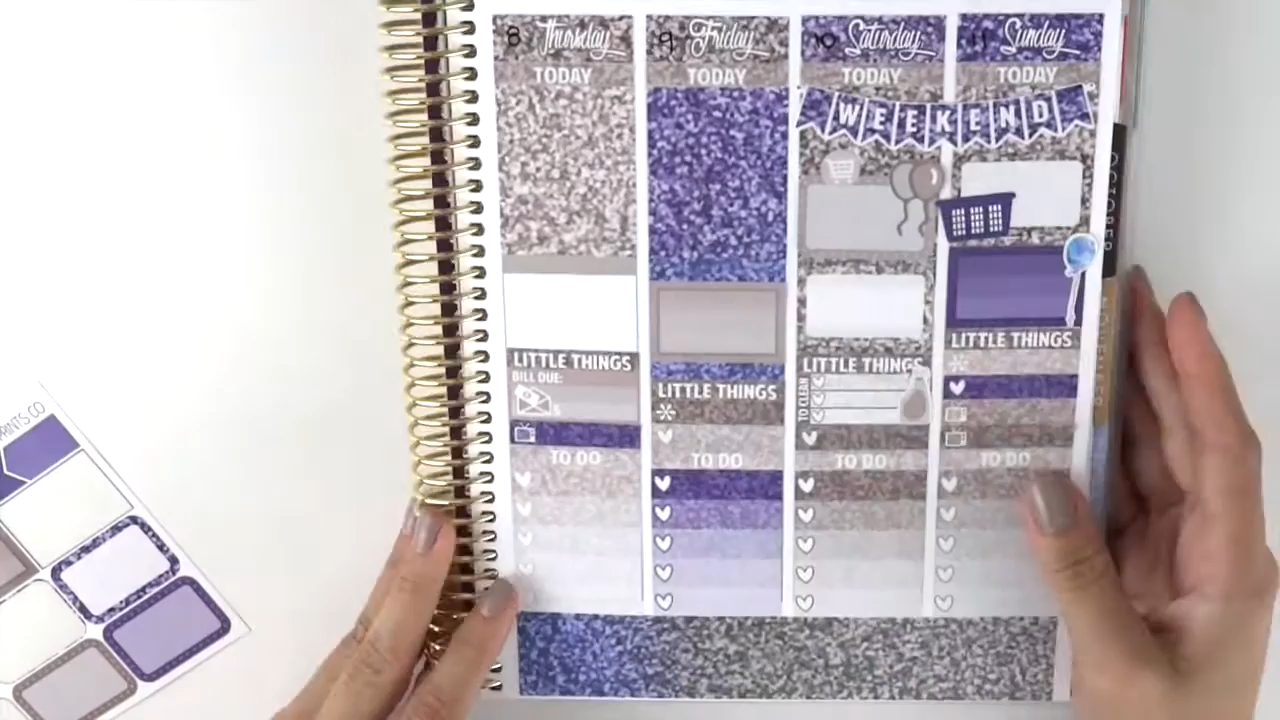 8 Thursday 9 Friday 10 Saturday 11 Sunday
TODAY TODAY TODAY TODAY
WEEKEND
LITTLE THINGS
BILL DUE:
$
TO DO
LITTLE THINGS
TO DO
LITTLE THINGS
TO CLEAN
TO DO
LITTLE THINGS
TO DO
OCTOBER